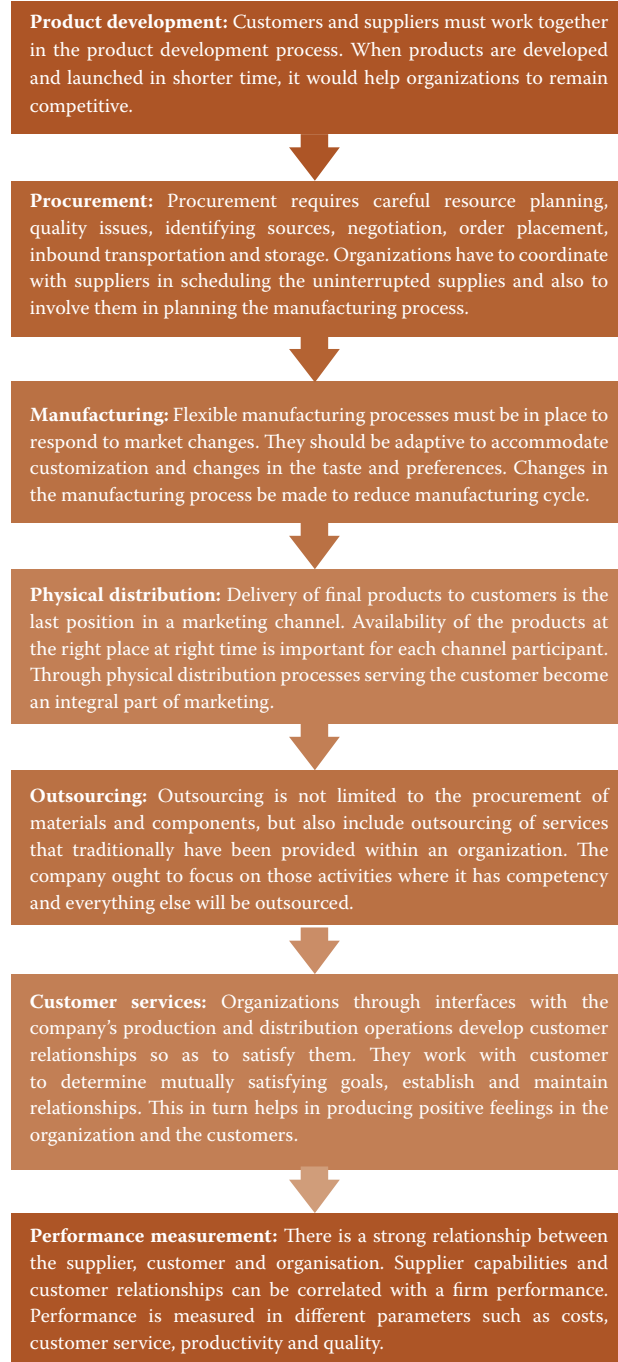 Product development: Customers and suppliers must work together
in the product development process. When products are developed
and launched in shorter time, it would help organizations to remain
competitive.
Procurement: Procurement requires careful resource planning,
quality issues, identifying sources, negotiation, order placement,
inbound transportation and storage. Organizations have to coordinate
with suppliers in scheduling the uninterrupted supplies and also to
involve them in planning the manufacturing process.
Manufacturing: Flexible manufacturing processes must be in place to
respond to market changes. They should be adaptive to accommodate
customization and changes in the taste and preferences. Changes in
the manufacturing process be made to reduce manufacturing cycle.
Physical distribution: Delivery of final products to customers is the
last position in a marketing channel. Availability of the products at
the right place at right time is important for each channel participant.
Through physical distribution processes serving the customer become
an integral part of marketing.
Outsourcing: Outsourcing is not limited to the procurement of
materials and components, but also include outsourcing of services
that traditionally have been provided within an organization. The
company ought to focus on those activities where it has competency
and everything else will be outsourced.
Customer services: Organizations through interfaces with the
company's production and distribution operations develop customer
relationships so as to satisfy them. They work with customer
to determine mutually satisfying goals, establish and maintain
relationships. This in turn helps in producing positive feelings in the
organization and the customers.
Performance measurement: There is a strong relationship between
the supplier, customer and organisation. Supplier capabilities and
customer relationships can be correlated with a firm performance.
Performance is measured in different parameters such as costs,
customer service, productivity and quality.